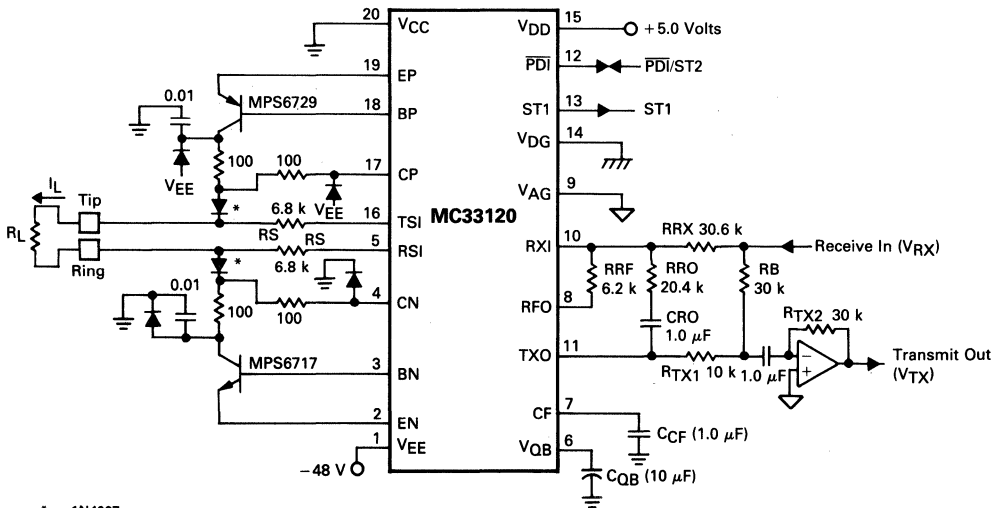 20
VCC
19
EP
0.01
MPS6729
18
BP
100
100
17
CP
VEE
VEE
IL
Tip
*
6.8 k
16
TSI
RL
RS
RS
5
RSI
Ring
*
6.8 k
0.01
100
100
4
CN
MPS6717
3
BN
2
EN
1
VEE
−48 V
MC33120
VDD
15
+5.0 Volts
PDI
12
PDI/ST2
ST1
13
ST1
VDG
14
VAG
9
RXI
10
RRX 30.6 k
Receive In (VRX)
RRF
6.2 k
RRO
20.4 k
RB
30 k
RFO
8
CRO
1.0 μF
RTX2 30 k
TXO
11
RTX1 10 k
1.0 μF
−
+
Transmit Out
(VTX)
CF
7
CCF (1.0 μF)
VQB
6
CQB (10 μF)